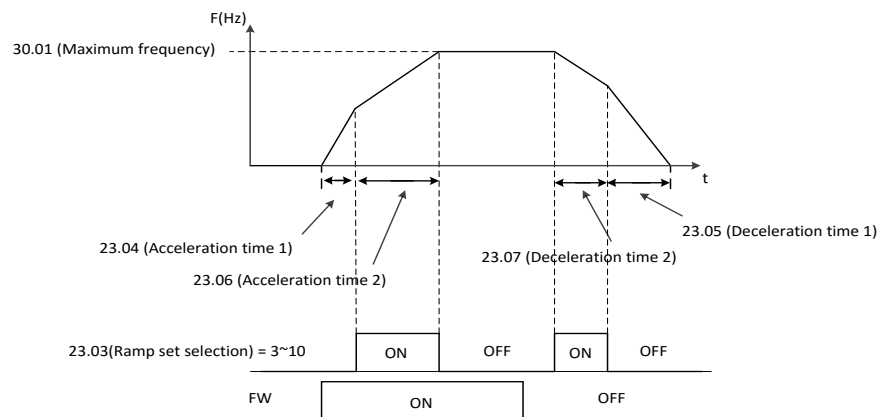 F(Hz)
30.01 (Maximum frequency)
t
23.04 (Acceleration time 1)
23.05 (Deceleration time 1)
23.06 (Acceleration time 2)
23.07 (Deceleration time 2)
23.03(Ramp set selection) = 3~10
ON OFF ON OFF
FW ON OFF